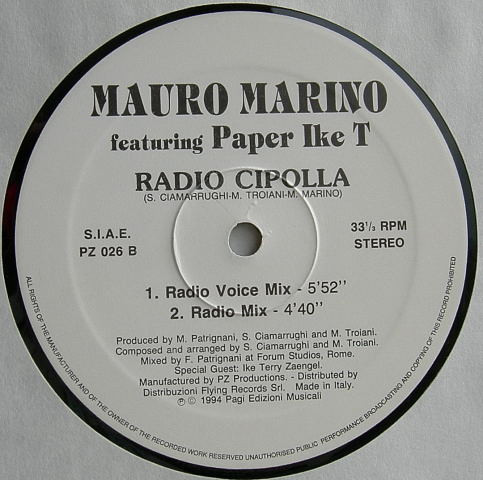 MAURO MARINO
featuring Paper Ike T
RADIO CIPOLLA
(S. CIAMARRUGHI-M. TROIANI-M. MARINO)
S.I.A.E.
PZ 026 B
33⅓ RPM
STEREO
1. Radio Voice Mix - 5'52''
2. Radio Mix - 4'40''
Produced by M. Patrignani, S. Ciamarrughi and M. Troiani.
Composed and arranged by S. Ciamarrughi and M. Troiani.
Mixed by F. Patrignani at Forum Studios, Rome.
Special Guest: Ike Terry Zaengel.
Manufactured by PZ Productions. - Distributed by
Distribuzioni Flying Records Srl. Made in Italy.
℗ © 1994 Pagi Edizioni Musicali
ALL RIGHTS OF THE MANUFACTURER AND OF THE OWNER OF THE RECORDED WORK RESERVED UNAUTHORISED PUBLIC PERFORMANCE BROADCASTING AND COPYING OF THIS RECORD PROHIBITED